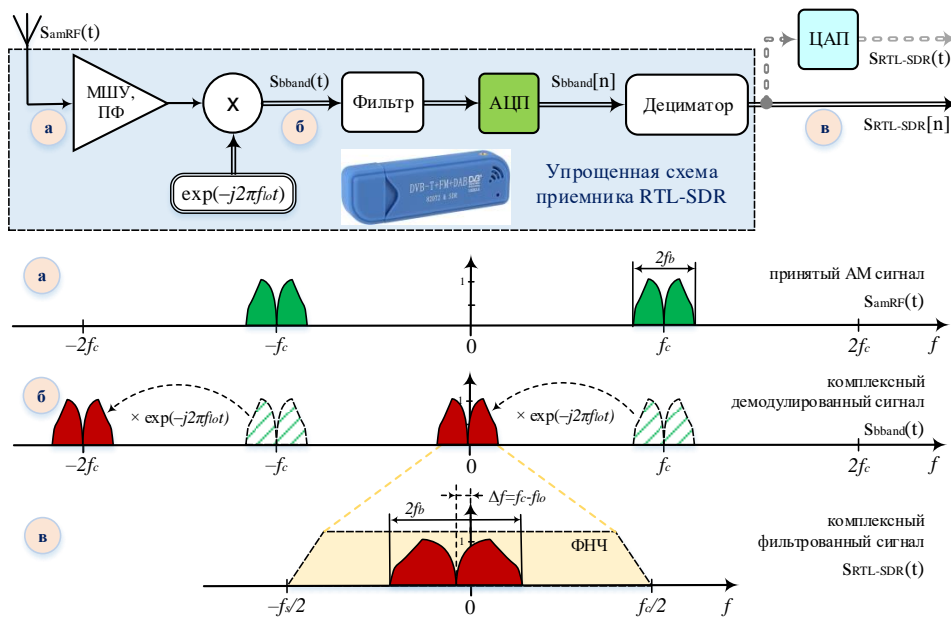 SamRF(t)
МШУ,
ПФ
а
X
Sbband(t)
б
Фильтр
АЦП
Sbband[n]
Дециматор
ЦАП
SRTL-SDR(t)
в
SRTL-SDR[n]
exp(−j2πflot)
DVB-T+FM+DAB
Упрощенная схема
приемника RTL-SDR
а
1
2fb
принятый АМ сигнал
SamRF(t)
−2fc
−fc
0
fc
2fc
f
б
× exp(−j2πflot)
1
× exp(−j2πflot)
комплексный
демодулированный сигнал
Sbband(t)
−2fc
−fc
0
fc
2fc
f
в
2fb
Δf=fc-flo
1
ФНЧ
комплексный
фильтрованный сигнал
SRTL-SDR(t)
−fs/2
0
fc/2
f